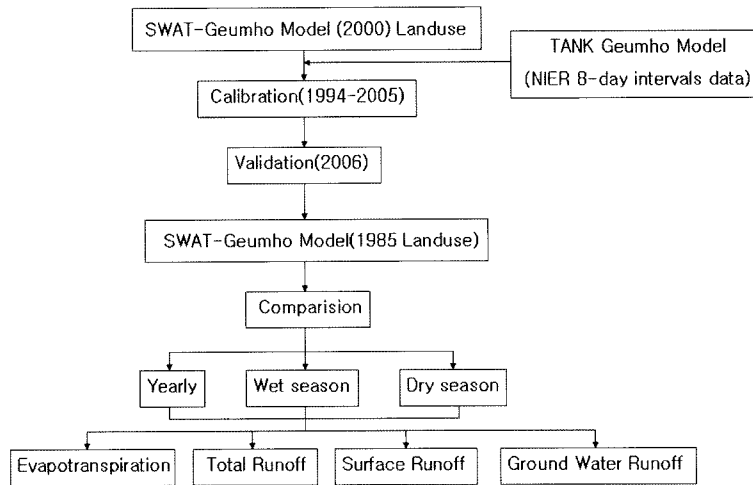 SWAT-Geumho Model (2000) Landuse
TANK Geumho Model
(NIER 8-day intervals data)
Calibration(1994-2005)
Validation(2006)
SWAT-Geumho Model(1985 Landuse)
Comparision
Yearly
Wet season
Dry season
Evapotranspiration
Total Runoff
Surface Runoff
Ground Water Runoff